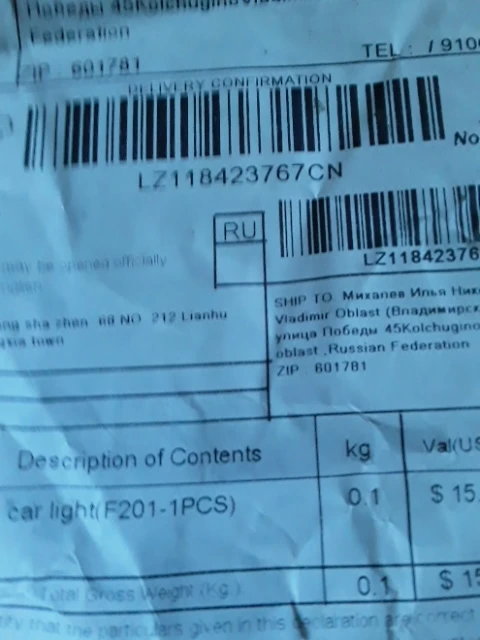 Победы 45Kolchugino
Federation
TEL : / 9100
ZIP : 601781
DELIVERY CONFIRMATION
LZ118423767CN
No
RU
LZ11842376
may be opened officially
SHIP TO: Михалев Илья
Vladimir Oblast (Владимирск
sha zhen 68 NO 212 Lianhu
улица Победы 45Kolchugino
town
oblast ,Russian Federation
ZIP : 601781
Description of Contents
kg
Val(US
car light(F201-1PCS)
0.1
$ 15.
Total Gross Weight (Kg )
0.1
$ 15
that the particulars given in this declaration are correct